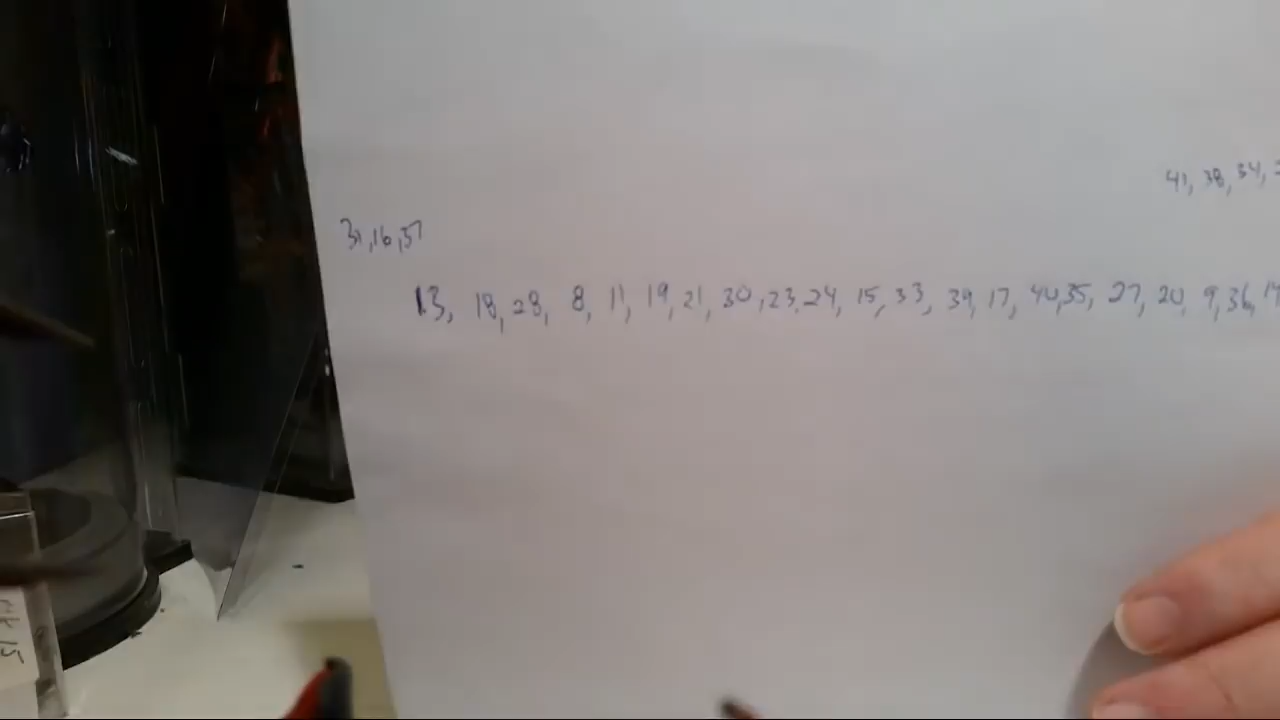 41, 38, 34,
31, 16, 37
13, 18, 28, 8, 11, 19, 21, 30, 23, 24, 15, 33, 39, 17, 40, 35, 27, 20, 9, 36, 14